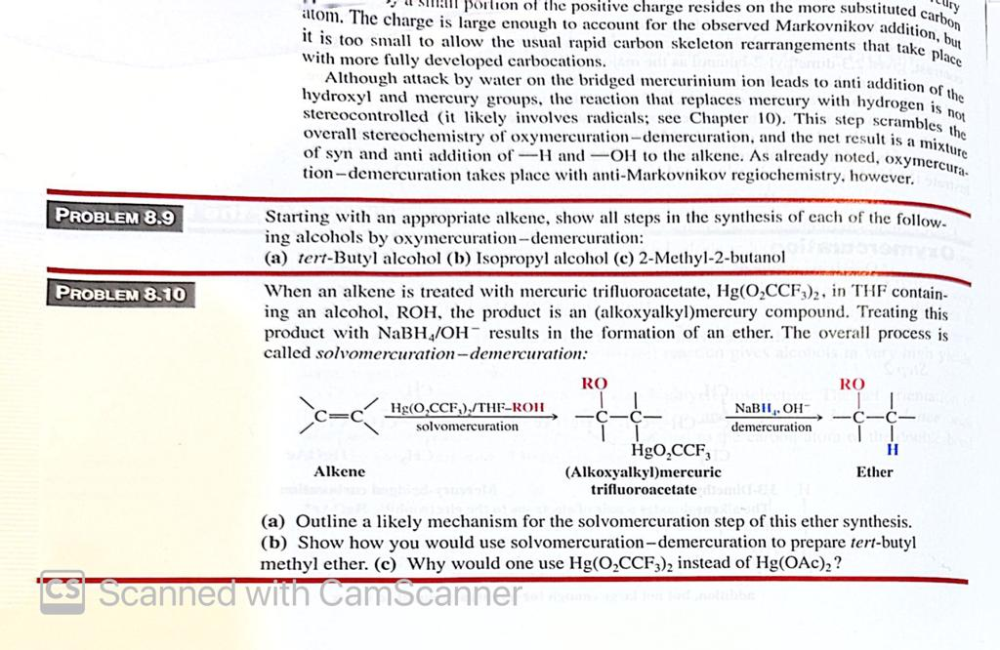 a small portion of the positive charge resides on the more substituted carbon
atom. The charge is large enough to account for the observed Markovnikov addition, but
it is too small to allow the usual rapid carbon skeleton rearrangements that take place
with more fully developed carbocations.
Although attack by water on the bridged mercurinium ion leads to anti addition of the
hydroxyl and mercury groups, the reaction that replaces mercury with hydrogen is not
stereocontrolled (it likely involves radicals; see Chapter 10). This step scrambles the
overall stereochemistry of oxymercuration–demercuration, and the net result is a mixture
of syn and anti addition of —H and —OH to the alkene. As already noted, oxymercura-
tion–demercuration takes place with anti-Markovnikov regiochemistry, however.
PROBLEM 8.9
Starting with an appropriate alkene, show all steps in the synthesis of each of the follow-
ing alcohols by oxymercuration–demercuration:
(a) tert-Butyl alcohol (b) Isopropyl alcohol (c) 2-Methyl-2-butanol
PROBLEM 8.10
When an alkene is treated with mercuric trifluoroacetate, Hg(O₂CCF₃)₂, in THF contain-
ing an alcohol, ROH, the product is an (alkoxyalkyl)mercury compound. Treating this
product with NaBH₄/OH⁻ results in the formation of an ether. The overall process is
called solvomercuration–demercuration:
RO RO
C=C Hg(O₂CCF₃)₂/THF–ROH —C—C— NaBH₄, OH⁻ —C—C—
solvomercuration demercuration
HgO₂CCF₃ H
Alkene (Alkoxyalkyl)mercuric Ether
trifluoroacetate
(a) Outline a likely mechanism for the solvomercuration step of this ether synthesis.
(b) Show how you would use solvomercuration–demercuration to prepare tert-butyl
methyl ether. (c) Why would one use Hg(O₂CCF₃)₂ instead of Hg(OAc)₂?
CS Scanned with CamScanner